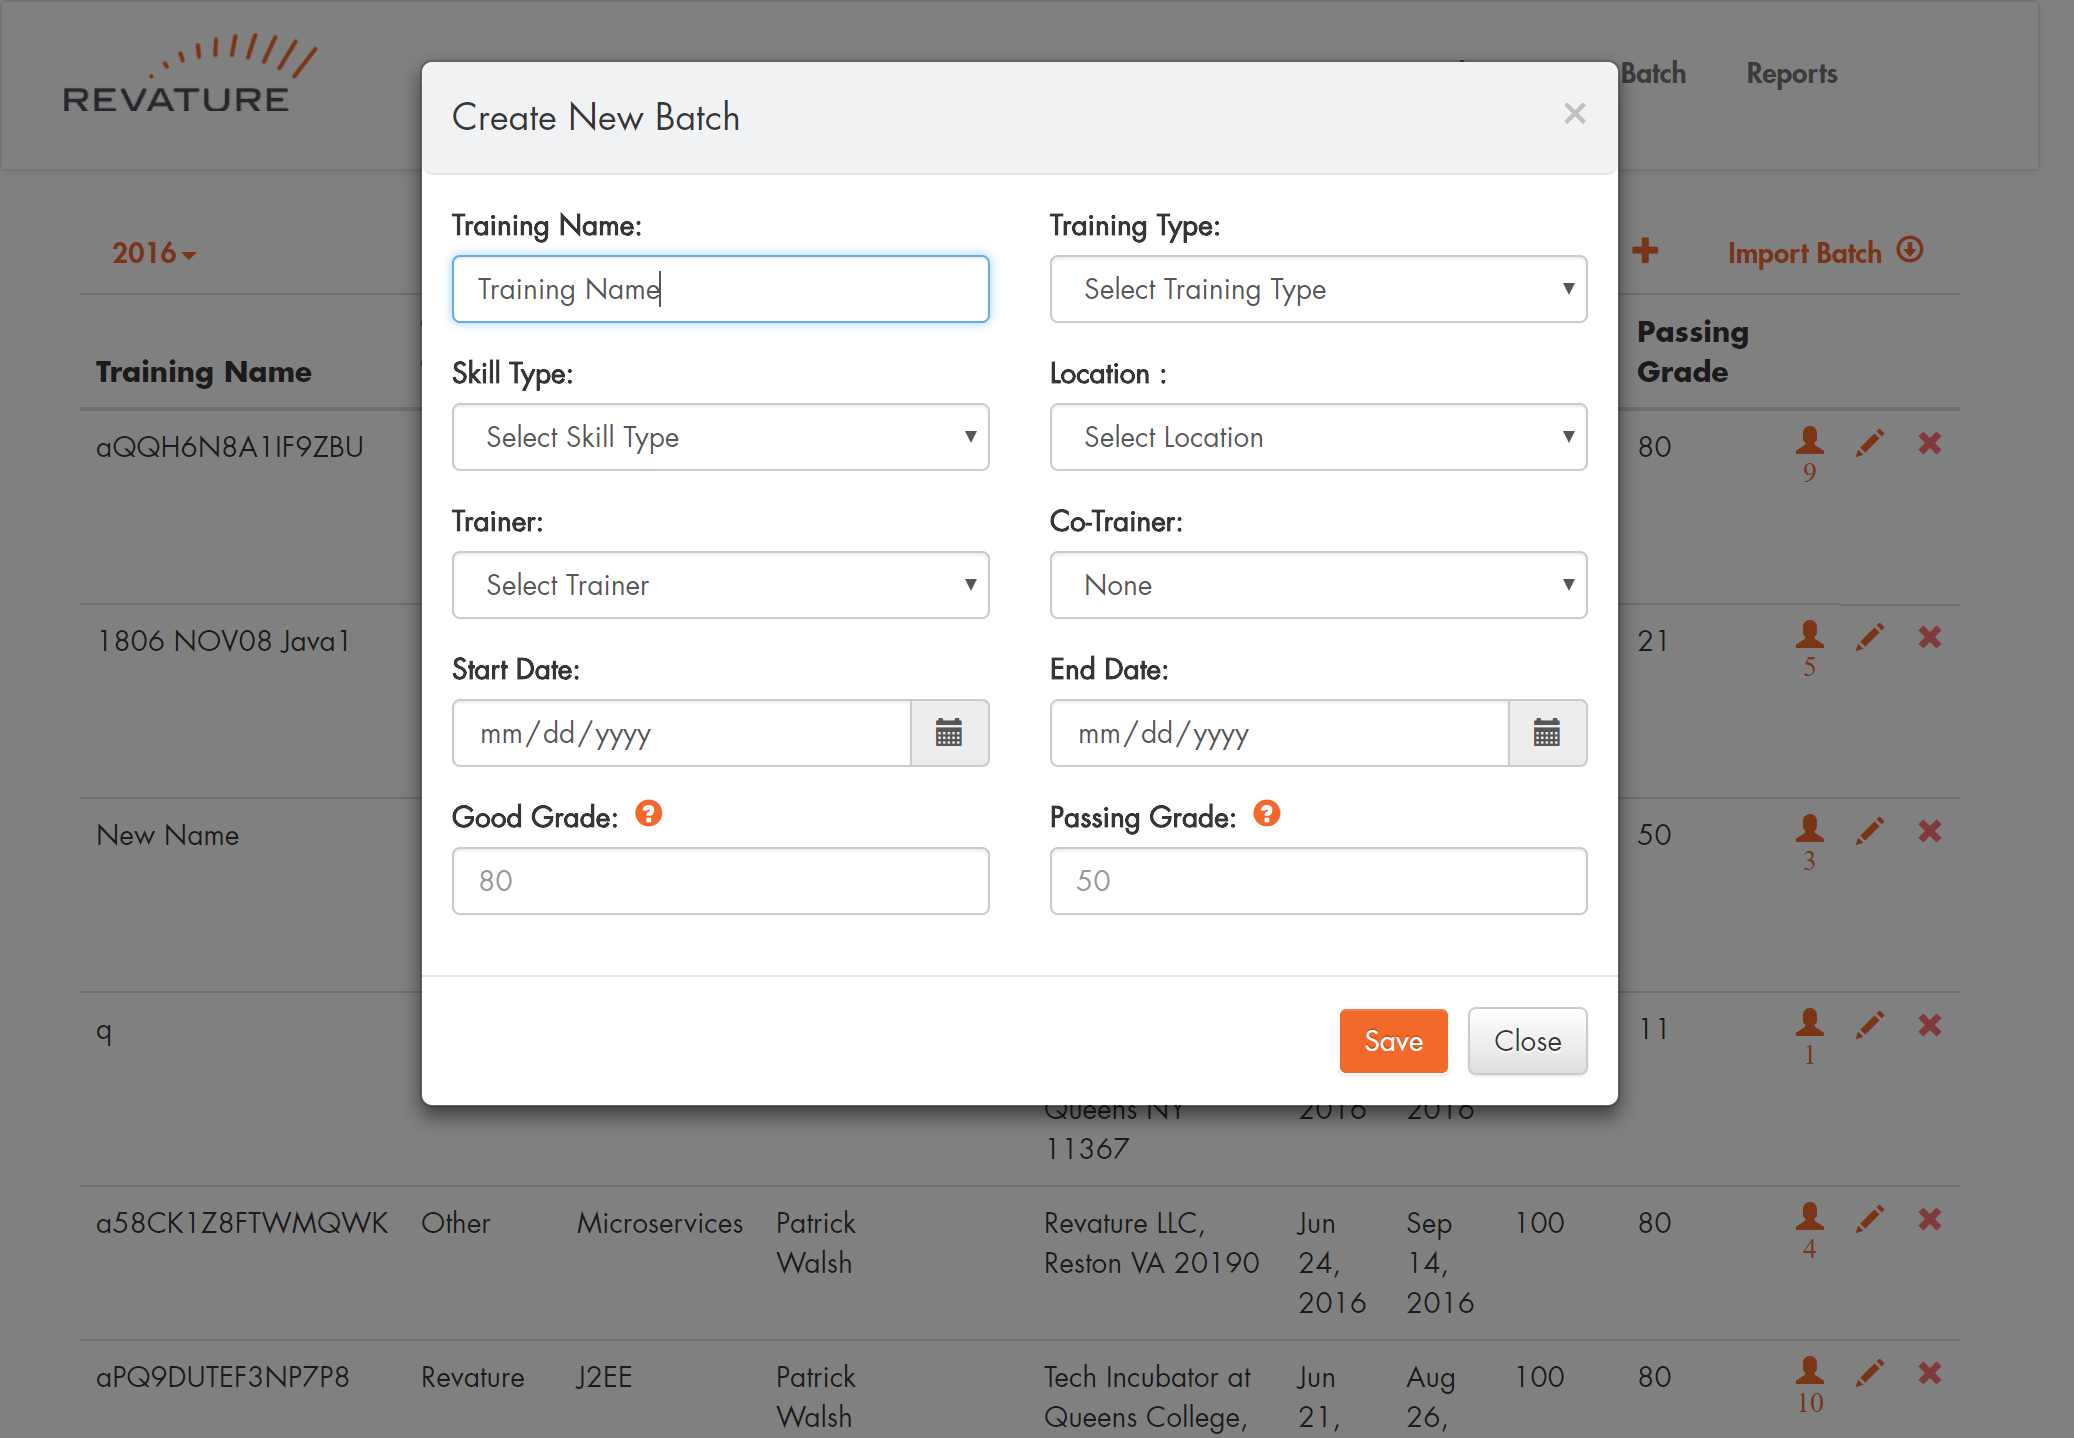 REVATURE
Batch
Reports
Create New Batch
×
2016
Import Batch
Training Name:
Training Name
Training Type:
Select Training Type
Skill Type:
Select Skill Type
Location :
Select Location
Trainer:
Select Trainer
Co-Trainer:
None
Start Date:
mm/dd/yyyy
End Date:
mm/dd/yyyy
Good Grade: ?
80
Passing Grade: ?
50
Save
Close
Training Name
Passing
Grade
aQQH6N8A1IF9ZBU
80
9
1806 NOV08 Java1
21
5
New Name
50
3
q
11
1
Queens NY
11367
2016
2016
a58CK1Z8FTWMQWK Other Microservices Patrick
Walsh
Revature LLC,
Reston VA 20190
Jun
24,
2016
Sep
14,
2016
100
80
4
aPQ9DUTEF3NP7P8 Revature J2EE Patrick
Walsh
Tech Incubator at
Queens College,
Jun
21,
Aug
26,
100
80
10